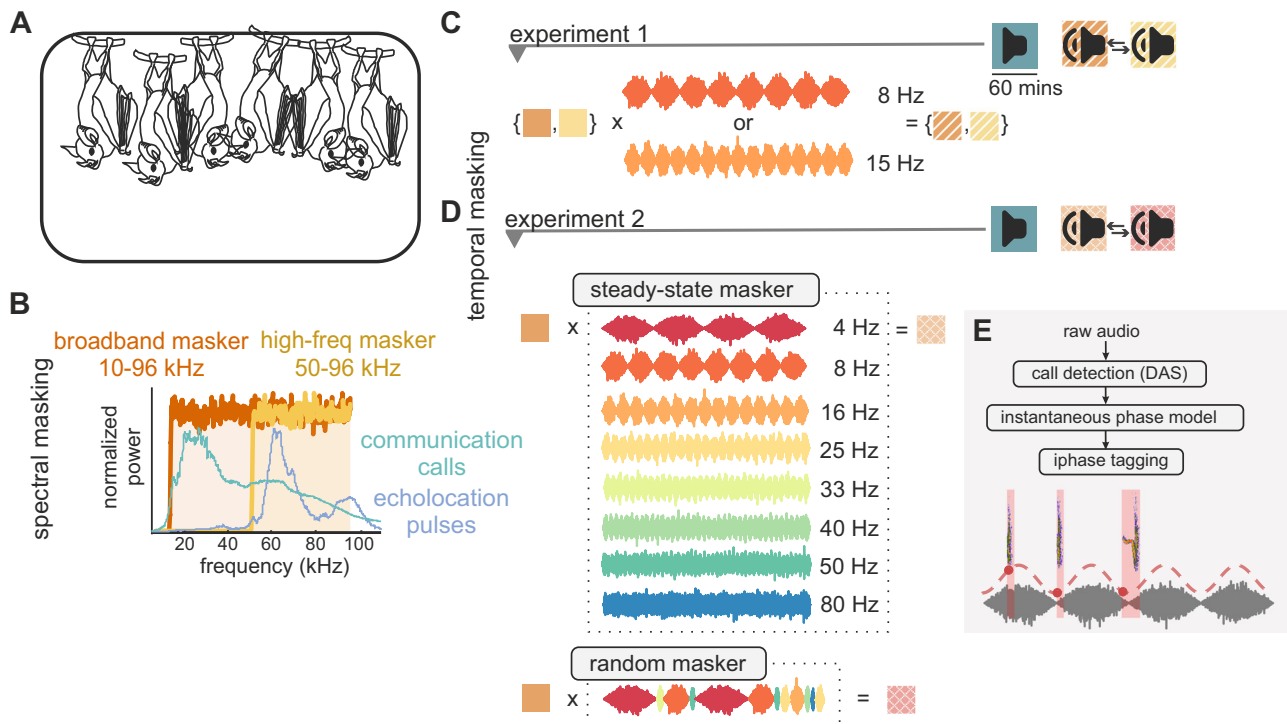 A
B
spectral masking
broadband masker
10-96 kHz
high-freq masker
50-96 kHz
normalized
power
communication
calls
echolocation
pulses
20 40 60 80 100
frequency (kHz)
temporal masking
C
experiment 1
60 mins
{ , } x
8 Hz
or
= { , }
15 Hz
D
experiment 2
steady-state masker
x
4 Hz
=
8 Hz
16 Hz
25 Hz
33 Hz
40 Hz
50 Hz
80 Hz
random masker
x
=
E
raw audio
call detection (DAS)
instantaneous phase model
iphase tagging